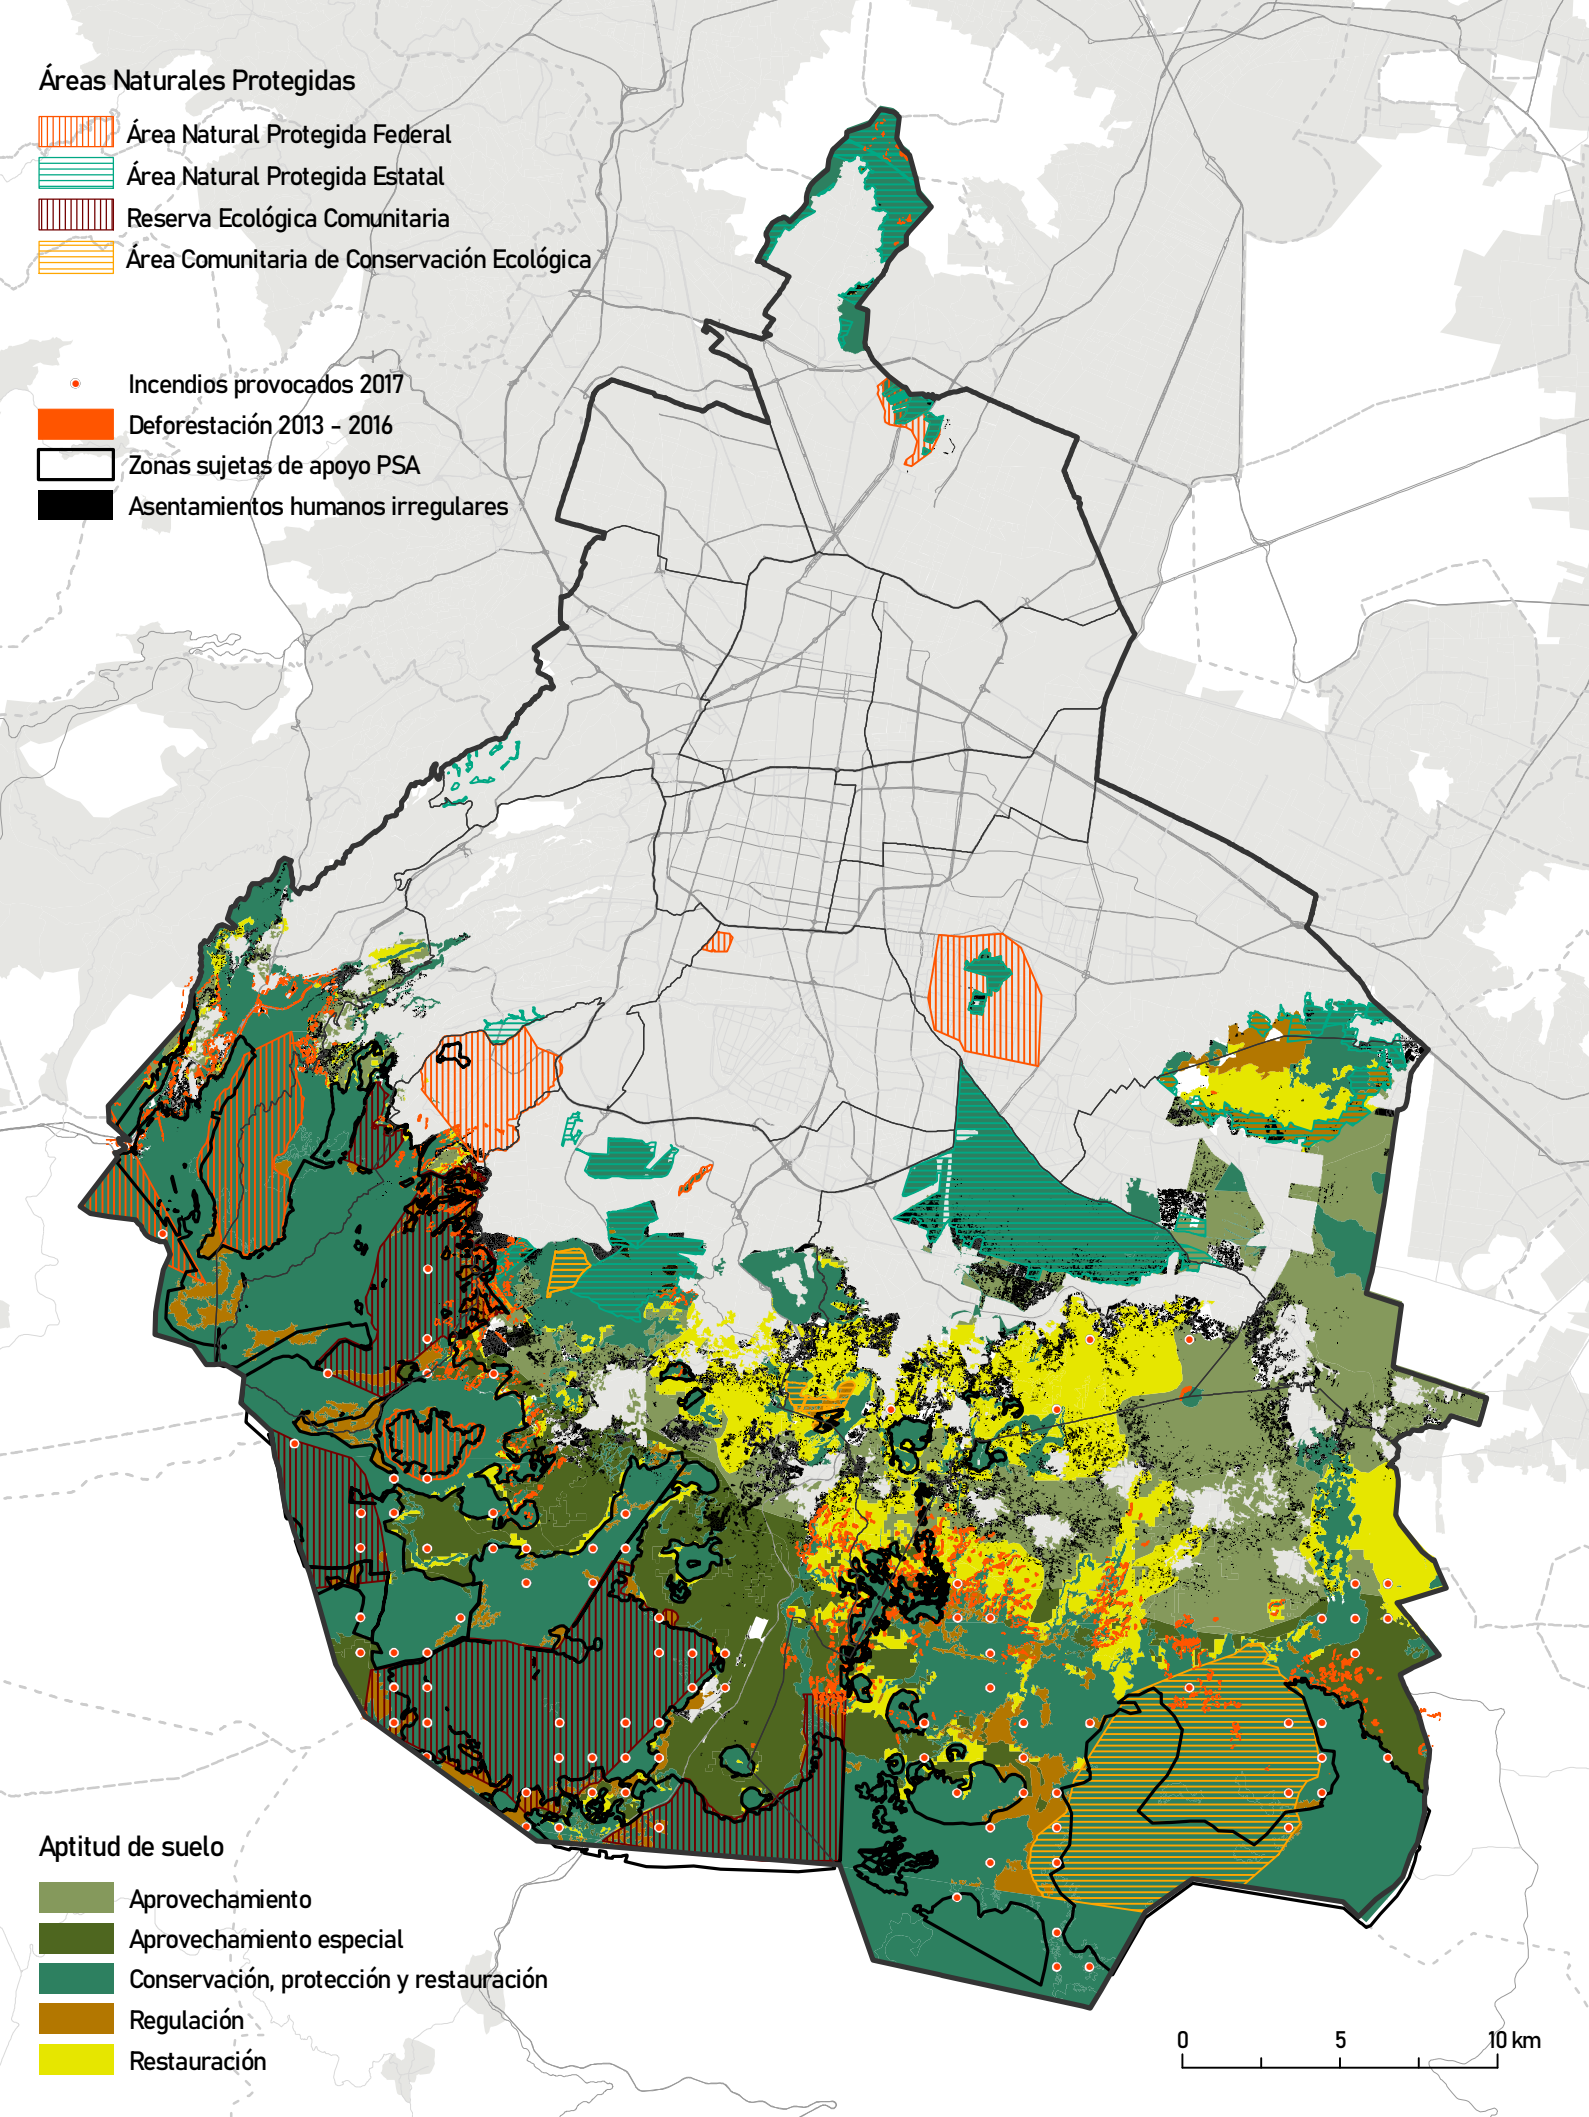 Áreas Naturales Protegidas
Área Natural Protegida Federal
Área Natural Protegida Estatal
Reserva Ecológica Comunitaria
Área Comunitaria de Conservación Ecológica
Incendios provocados 2017
Deforestación 2013 - 2016
Zonas sujetas de apoyo PSA
Asentamientos humanos irregulares
Aptitud de suelo
Aprovechamiento
Aprovechamiento especial
Conservación, protección y restauración
Regulación
Restauración
0 5 10 km